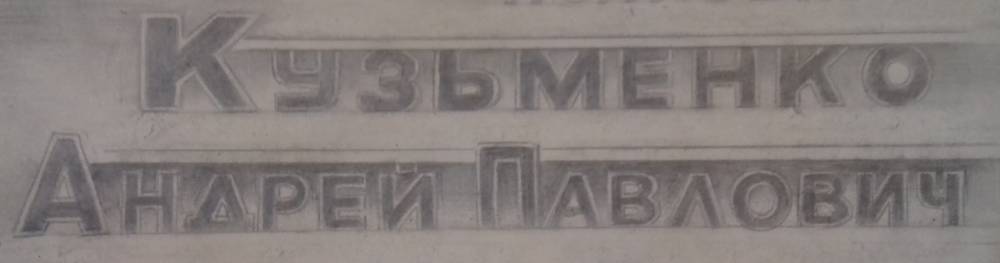 Кузьменко
Андрей Павлович